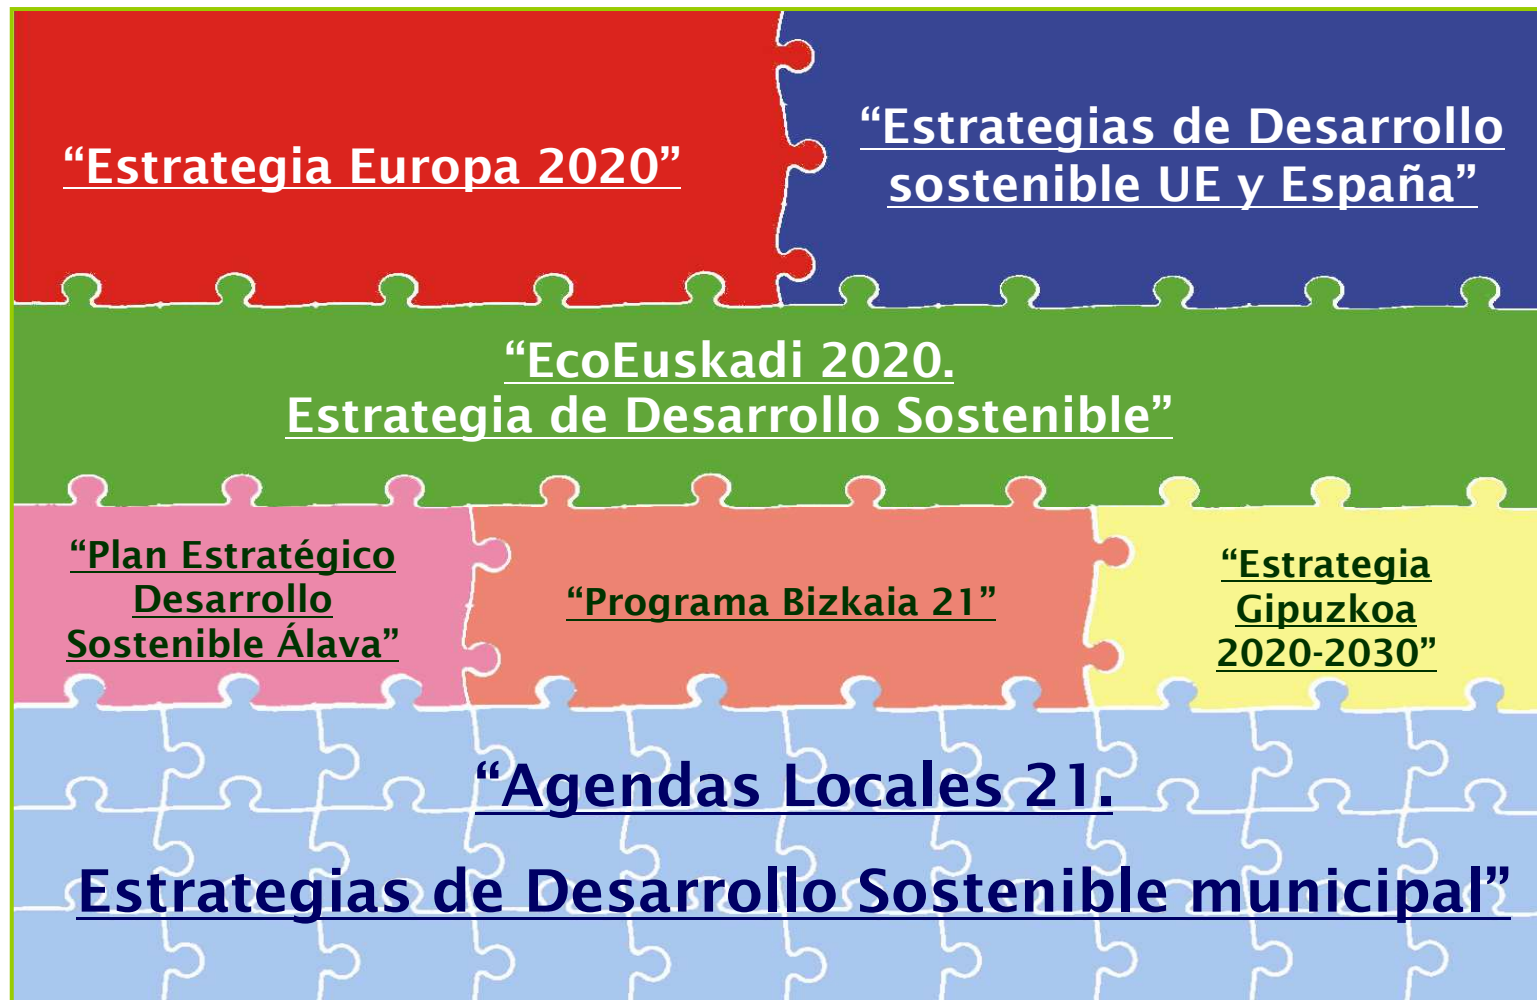 “Estrategia Europa 2020”
“Estrategias de Desarrollo
sostenible UE y España”
“EcoEuskadi 2020.
Estrategia de Desarrollo Sostenible”
“Plan Estratégico
Desarrollo
Sostenible Álava”
“Programa Bizkaia 21”
“Estrategia
Gipuzkoa
2020-2030”
“Agendas Locales 21.
Estrategias de Desarrollo Sostenible municipal”